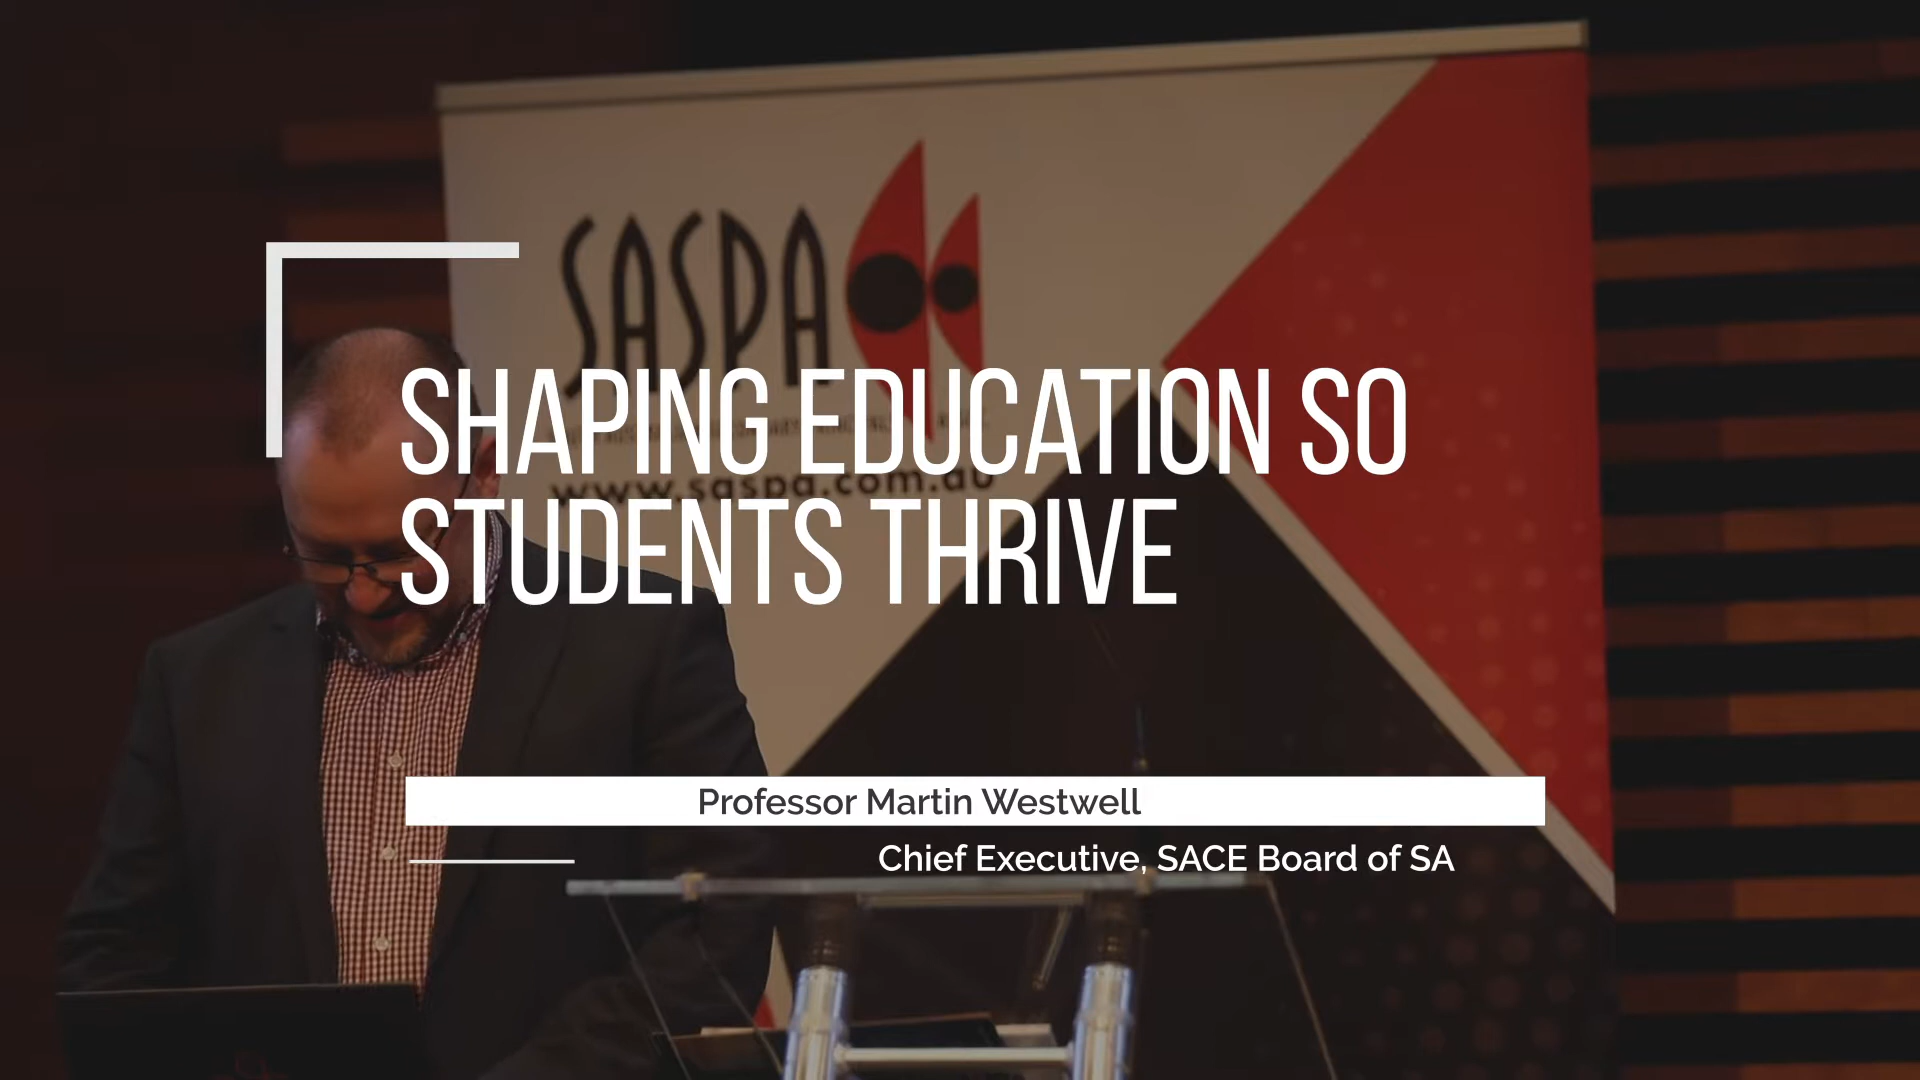 SASPA
SHAPING EDUCATION SO
www.saspa.com.au
STUDENTS THRIVE
Professor Martin Westwell
Chief Executive, SACE Board of SA